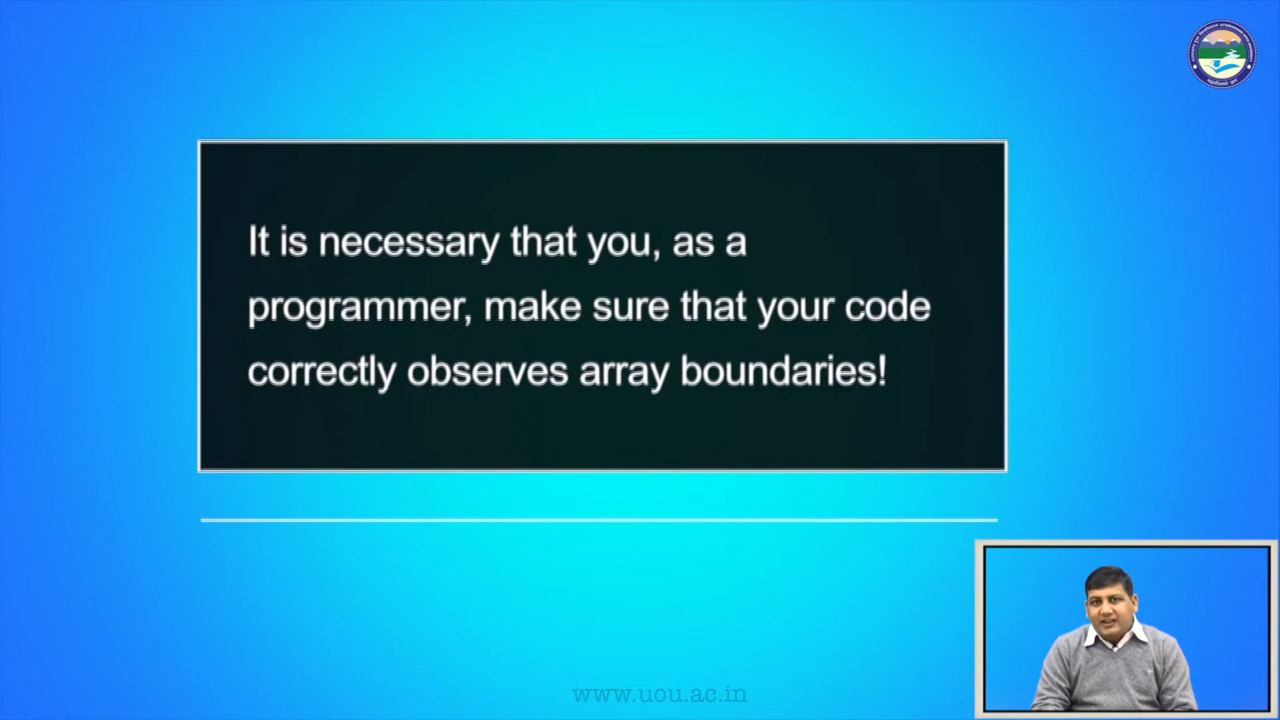 It is necessary that you, as a
programmer, make sure that your code
correctly observes array boundaries!
www.uou.ac.in